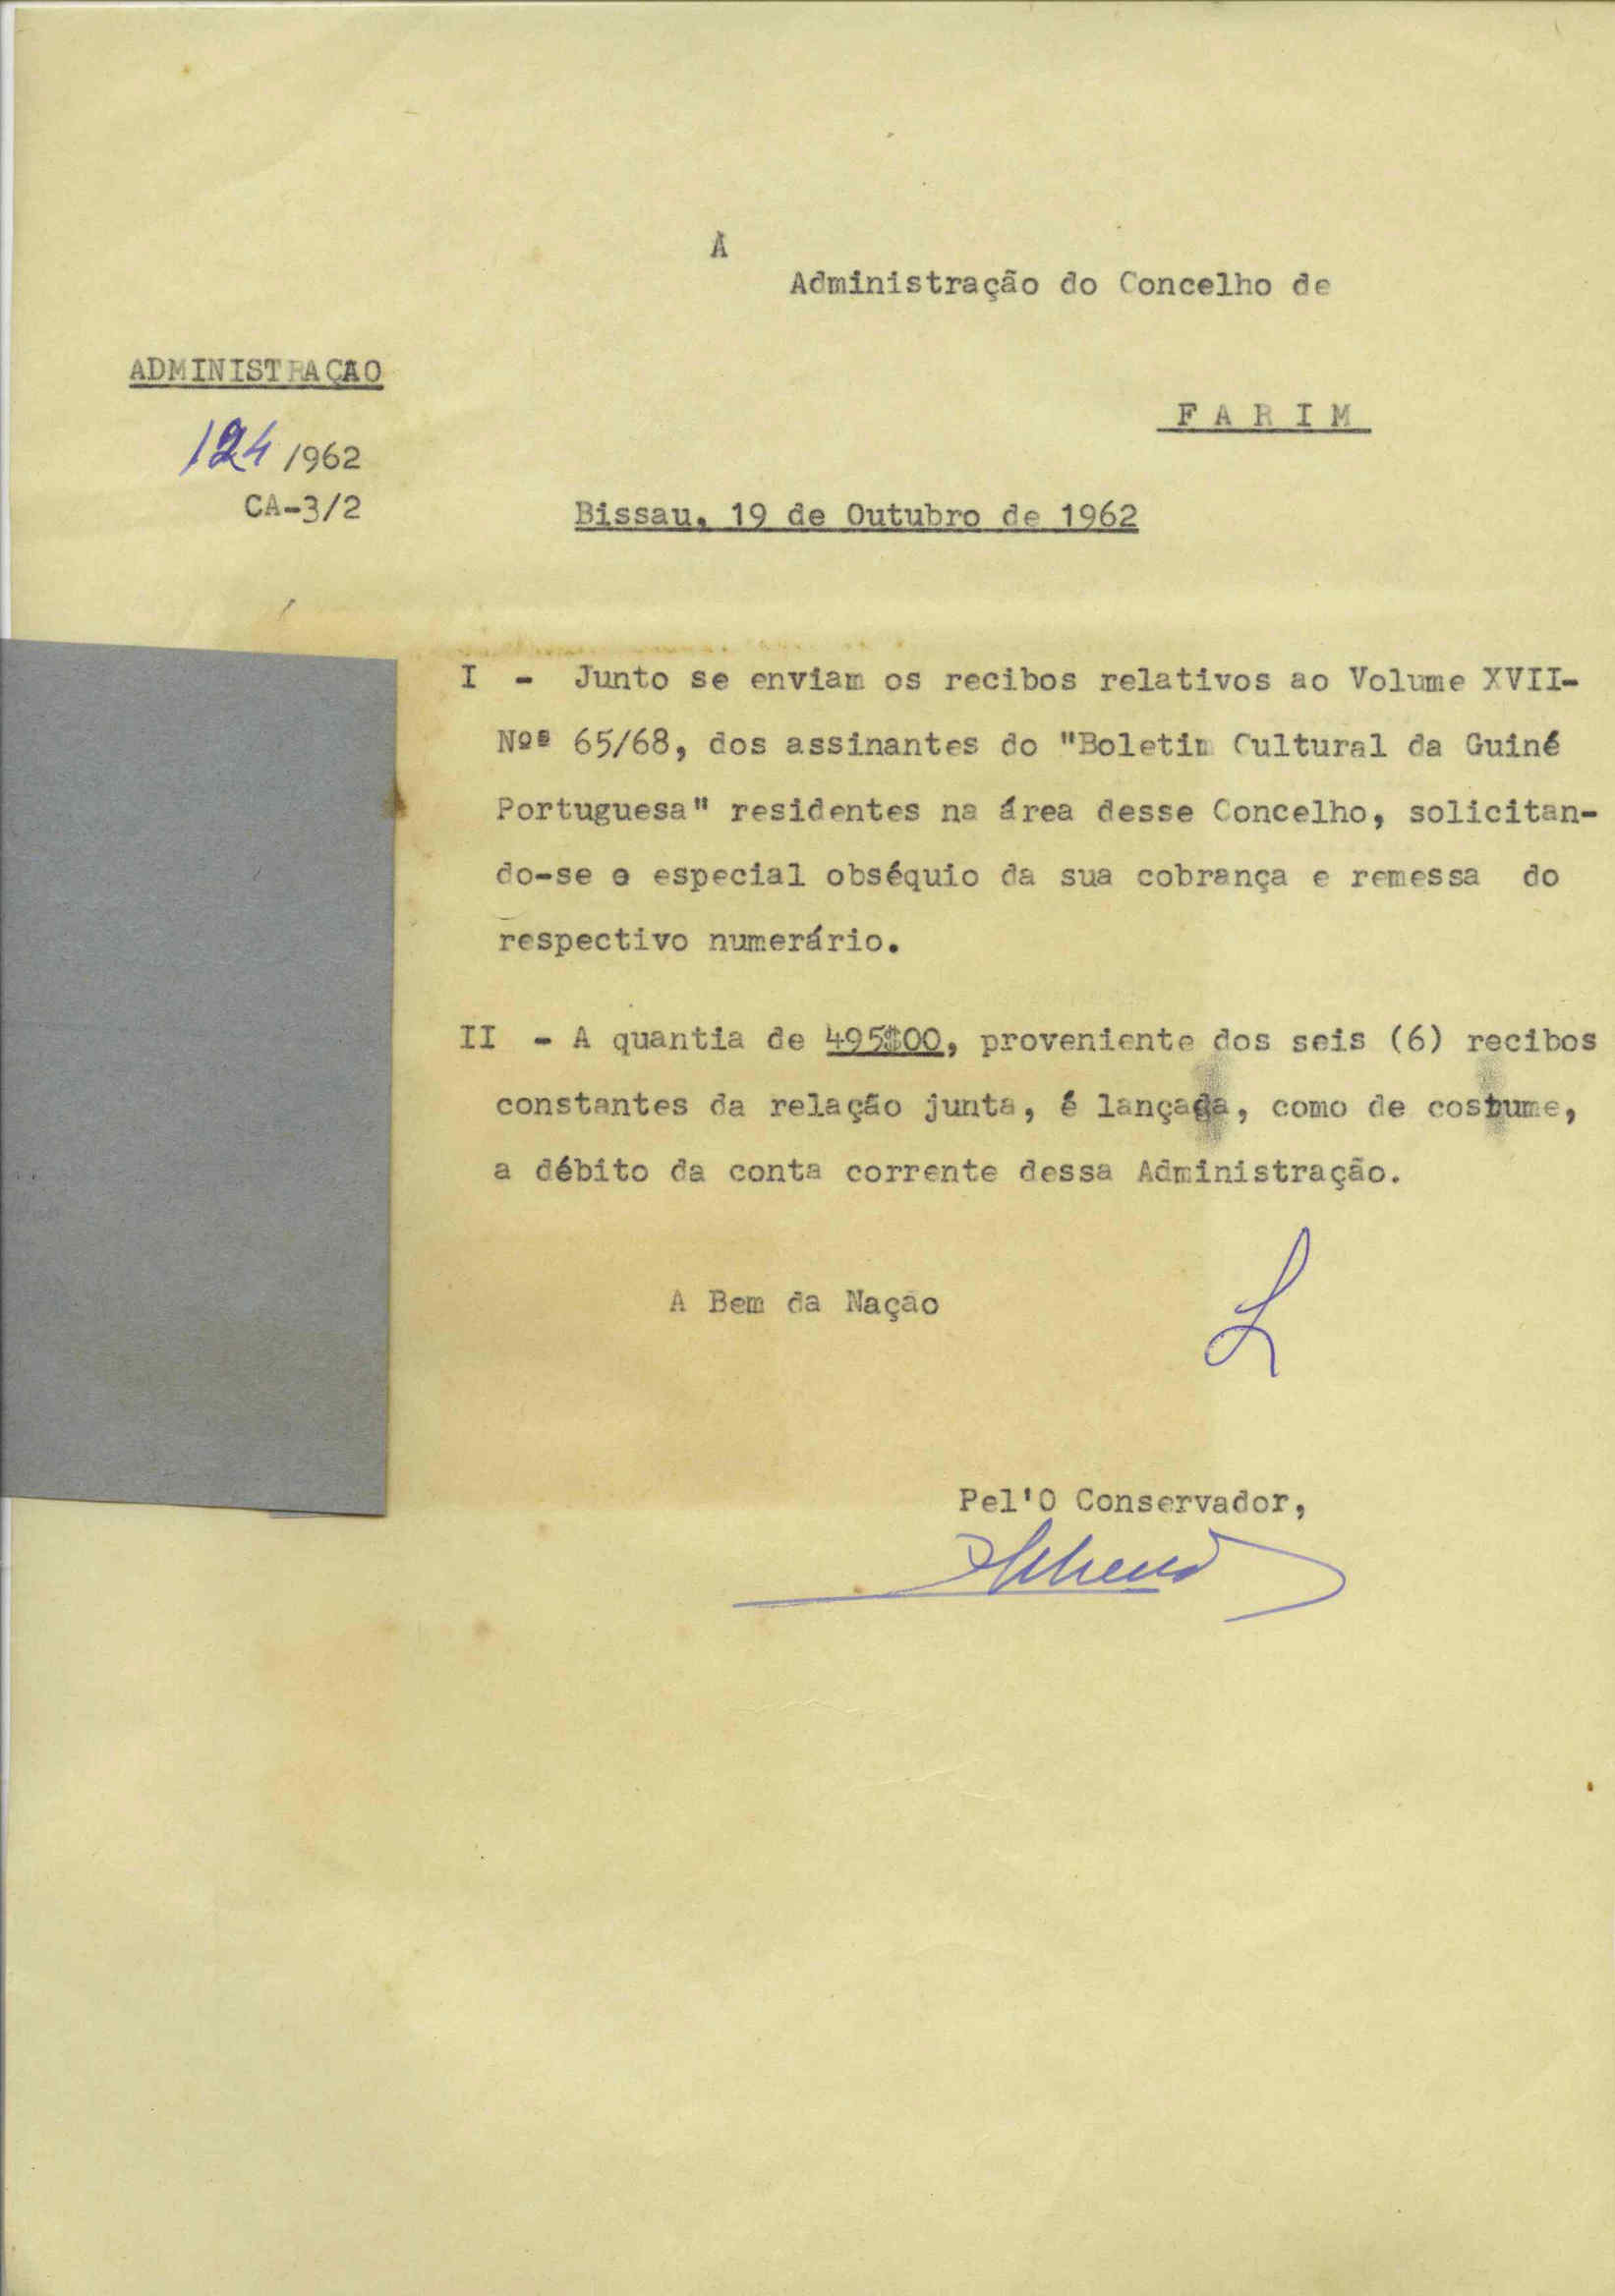 À
Administração do Concelho de
ADMINISTRAÇAO
FARIM
124/962
CA-3/2
Bissau, 19 de Outubro de 1962
I - Junto se enviam os recibos relativos ao Volume XVII-
Nºs 65/68, dos assinantes do "Boletim Cultural da Guiné
Portuguesa" residentes na área desse Concelho, solicitan-
do-se o especial obséquio da sua cobrança e remessa do
respectivo numerário.
II - A quantia de 495$00, proveniente dos seis (6) recibos
constantes da relação junta, é lançada, como de costume,
a débito da conta corrente dessa Administração.
A Bem da Nação
Pel'O Conservador,